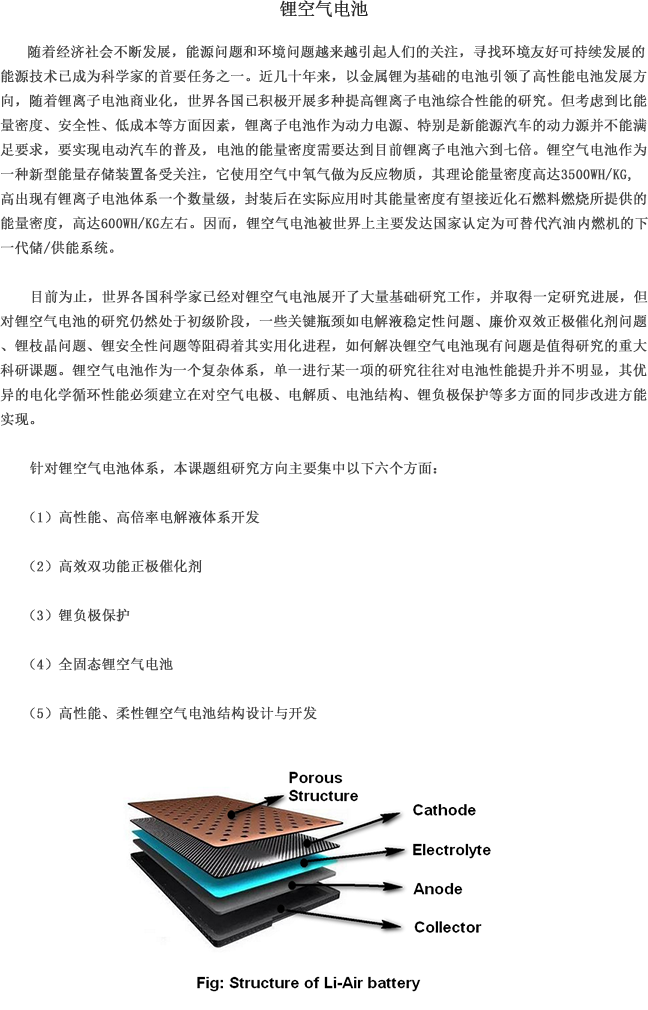 锂空气电池
随着经济社会不断发展，能源问题和环境问题越来越引起人们的关注，寻找环境友好可持续发展的
能源技术已成为科学家的首要任务之一。近几十年来，以金属锂为基础的电池引领了高性能电池发展方
向，随着锂离子电池商业化，世界各国已积极开展多种提高锂离子电池综合性能的研究。但考虑到比能
量密度、安全性、低成本等方面因素，锂离子电池作为动力电源、特别是新能源汽车的动力源并不能满
足要求，要实现电动汽车的普及，电池的能量密度需要达到目前锂离子电池六到七倍。锂空气电池作为
一种新型能量存储装置备受关注，它使用空气中氧气做为反应物质，其理论能量密度高达3500WH/KG，
高出现有锂离子电池体系一个数量级，封装后在实际应用时其能量密度有望接近化石燃料燃烧所提供的
能量密度，高达600WH/KG左右。因而，锂空气电池被世界上主要发达国家认定为可替代汽油内燃机的下
一代储/供能系统。
目前为止，世界各国科学家已经对锂空气电池展开了大量基础研究工作，并取得一定研究进展，但
对锂空气电池的研究仍然处于初级阶段，一些关键瓶颈如电解液稳定性问题、廉价双效正极催化剂问题
、锂枝晶问题、锂安全性问题等阻碍着其实用化进程，如何解决锂空气电池现有问题是值得研究的重大
科研课题。锂空气电池作为一个复杂体系，单一进行某一项的研究往往对电池性能提升并不明显，其优
异的电化学循环性能必须建立在对空气电极、电解质、电池结构、锂负极保护等多方面的同步改进方能
实现。
针对锂空气电池体系，本课题组研究方向主要集中以下六个方面：
（1）高性能、高倍率电解液体系开发
（2）高效双功能正极催化剂
（3）锂负极保护
（4）全固态锂空气电池
（5）高性能、柔性锂空气电池结构设计与开发
Porous
Structure
Cathode
Electrolyte
Anode
Collector
Fig: Structure of Li-Air battery